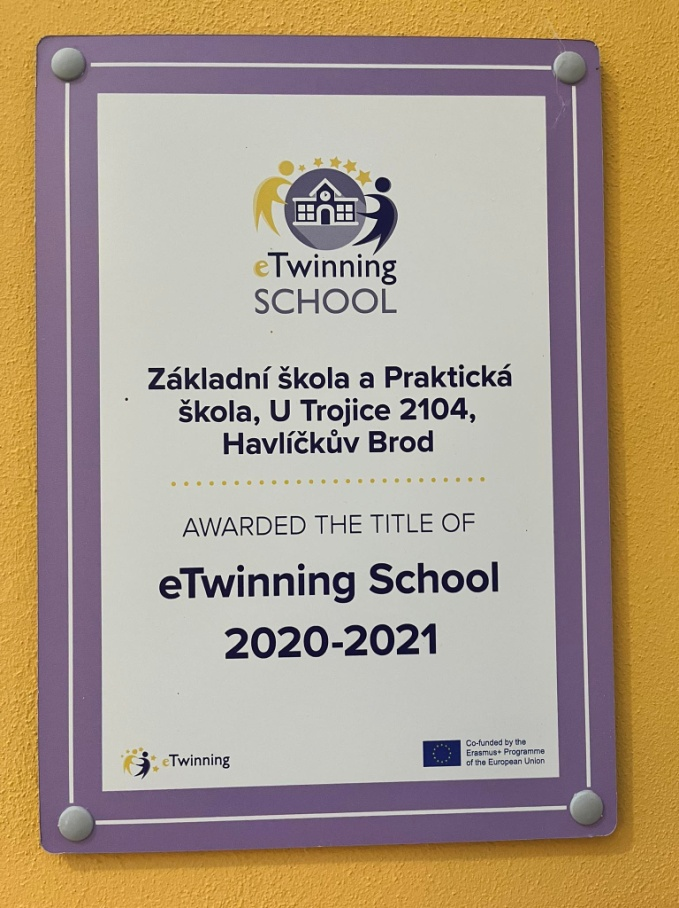 eTwinning
SCHOOL
Základní škola a Praktická
škola, U Trojice 2104,
Havlíčkův Brod
AWARDED THE TITLE OF
eTwinning School
2020-2021
eTwinning
Co-funded by the
Erasmus+ Programme
of the European Union